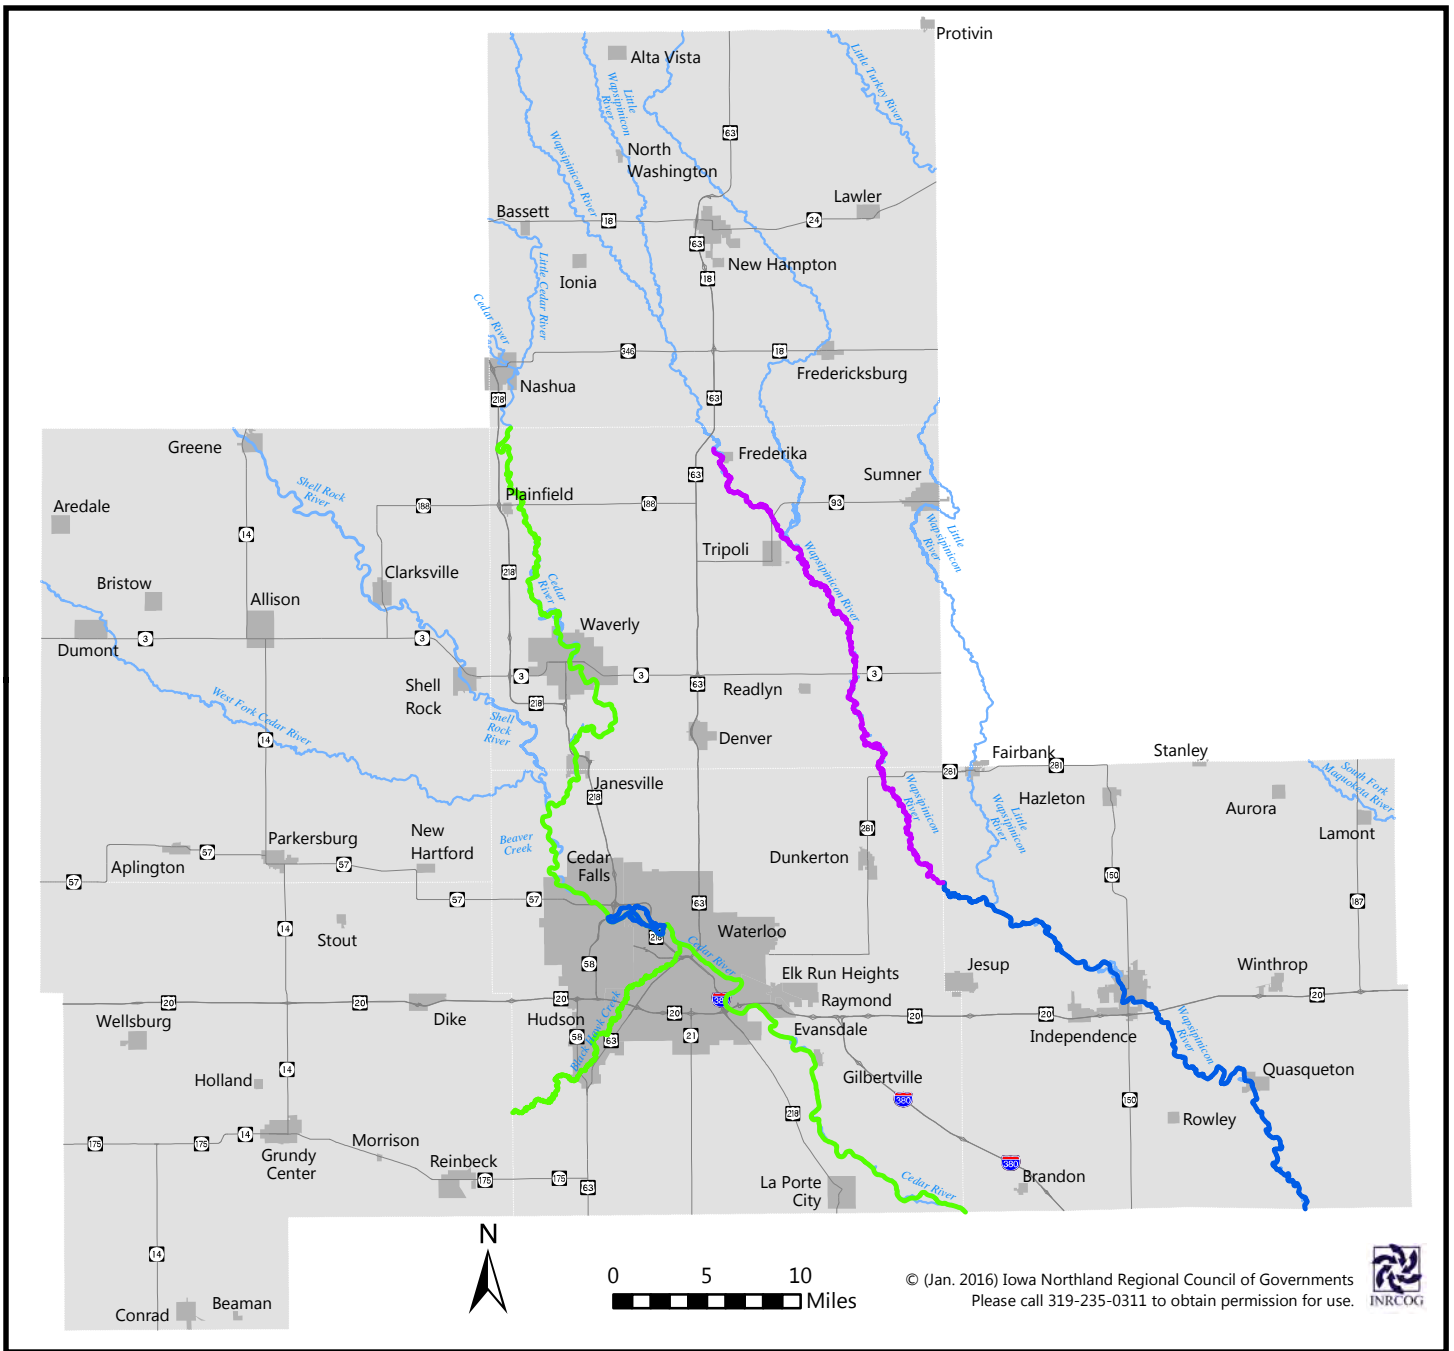 Protivin
Alta Vista
Little Turkey River
Little
Wapsipinicon
River
63
Wapsipinicon River
North
Washington
Lawler
Bassett
18
24
63
New Hampton
18
Ionia
Little Cedar River
Cedar River
346
18
Fredericksburg
Nashua
218
63
Greene
Frederika
Sumner
63
Shell Rock
River
Plainfield
188
188
93
Aredale
14
Little
Wapsipinicon
River
Tripoli
Wapsipinicon River
218
Clarksville
Cedar
River
Bristow
Allison
Waverly
3
3
Dumont
3
3
3
Shell
Rock
63
Readlyn
218
West Fork Cedar River
Shell
Rock
River
14
Denver
Fairbank
Stanley
281
281
South Fork
Maquoketa River
Janesville
218
Wapsipinicon
River
Little
Wapsipinicon
River
Hazleton
Aurora
Lamont
281
Beaver
Creek
New
Hartford
Parkersburg
57
57
Aplington
Cedar
Falls
Dunkerton
150
57
57
57
63
187
14
Stout
218
Waterloo
Cedar River
58
Jesup
Winthrop
Elk Run Heights
20
20
20
20
380
Raymond
Wellsburg
Dike
Hudson
20
20
20
Evansdale
58
63
21
Black Hawk Creek
Independence
Wapsipinicon
River
14
Holland
Gilbertville
Quasqueton
380
150
218
Rowley
175
175
14
Morrison
Grundy
Center
Reinbeck
175
175
63
380
Brandon
La Porte
City
Cedar River
14
N
0 5 10
Miles
Conrad
Beaman
© (Jan. 2016) Iowa Northland Regional Council of Governments
Please call 319-235-0311 to obtain permission for use.
INRCOG